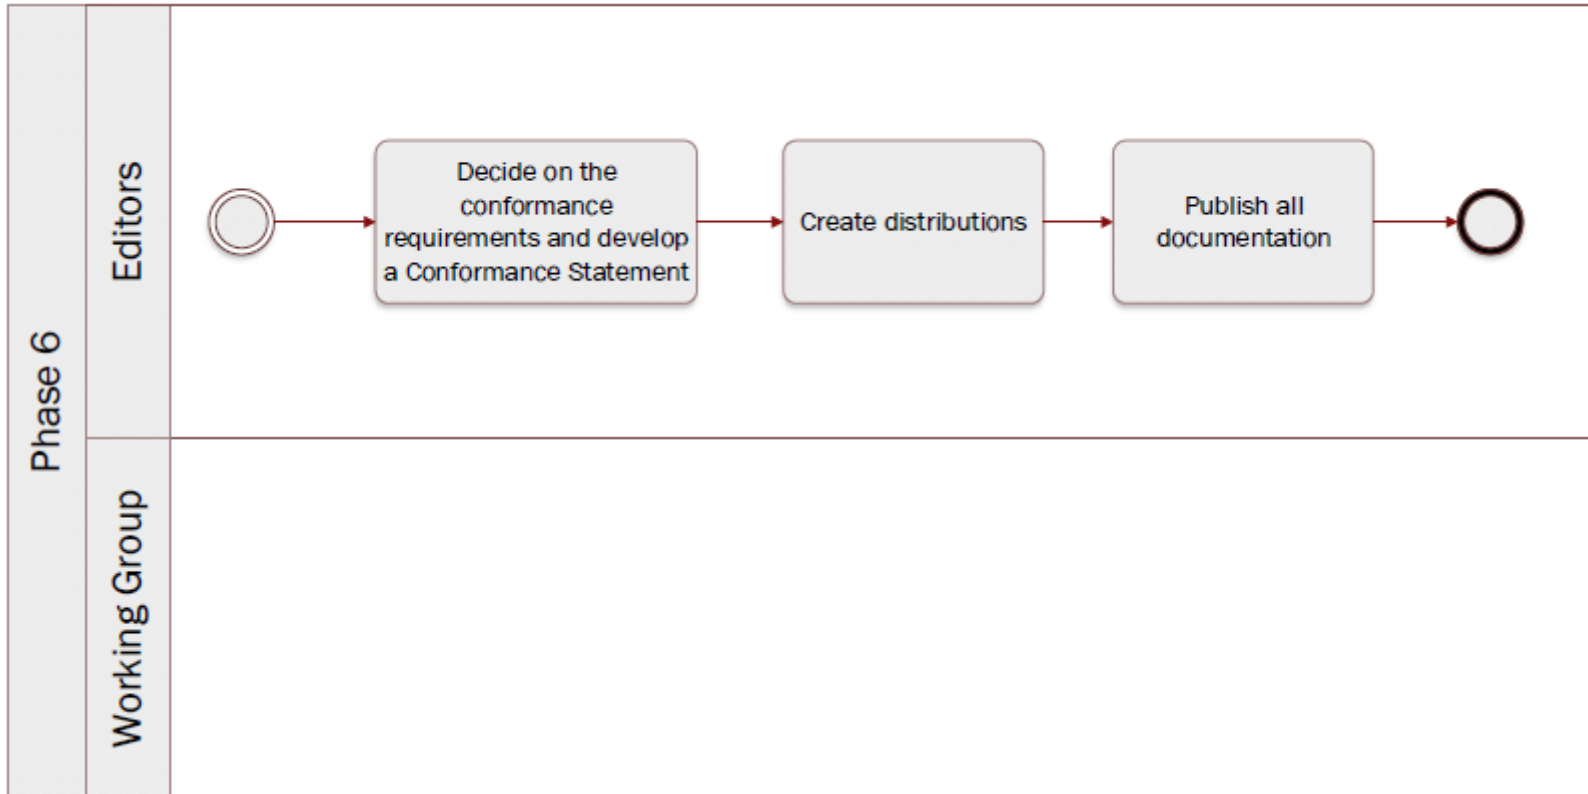 Phase 6
Editors
Decide on the
conformance
requirements and develop
a Conformance Statement
Create distributions
Publish all
documentation
Working Group